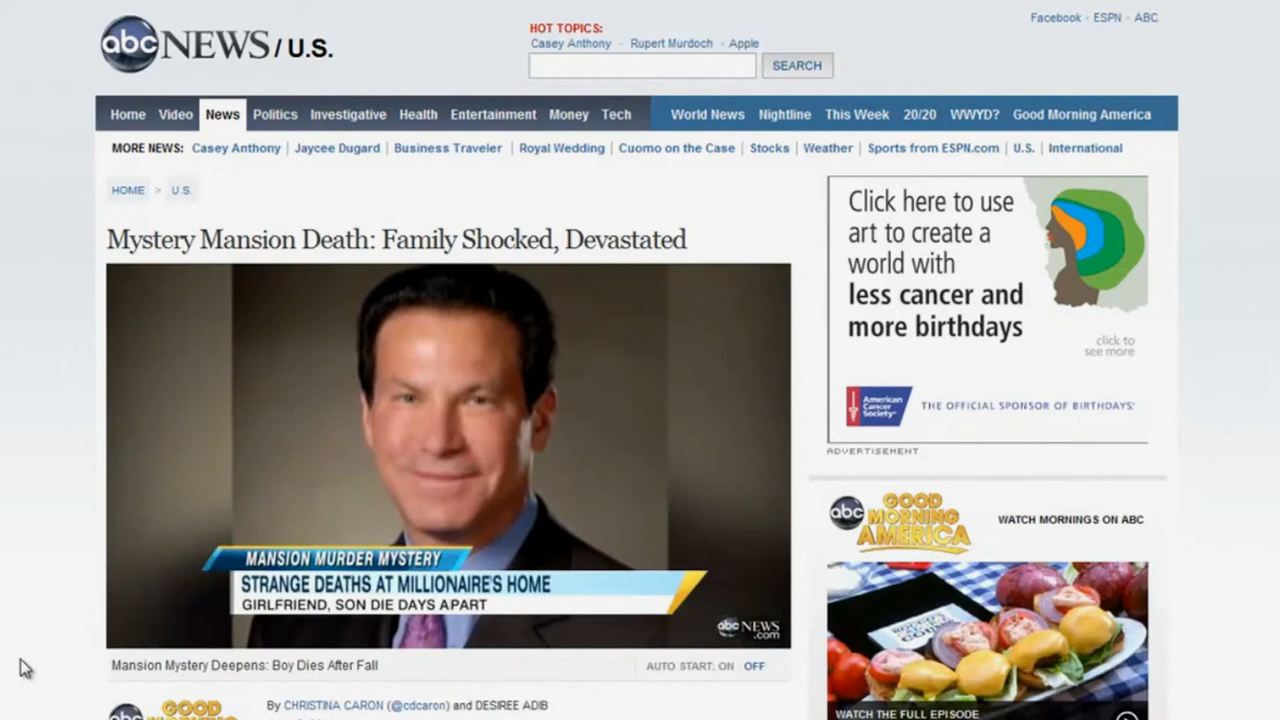 abc NEWS / U.S.
HOT TOPICS:
Casey Anthony - Rupert Murdoch - Apple
SEARCH
Facebook - ESPN - ABC
Home Video News Politics Investigative Health Entertainment Money Tech World News Nightline This Week 20/20 WWYD? Good Morning America
MORE NEWS: Casey Anthony | Jaycee Dugard | Business Traveler | Royal Wedding | Cuomo on the Case | Stocks | Weather | Sports from ESPN.com | U.S. | International
HOME > U.S.
Mystery Mansion Death: Family Shocked, Devastated
MANSION MURDER MYSTERY
STRANGE DEATHS AT MILLIONAIRE'S HOME
GIRLFRIEND, SON DIE DAYS APART
abc NEWS
.com
Mansion Mystery Deepens: Boy Dies After Fall
AUTO START: ON OFF
By CHRISTINA CARON (@cdcaron) and DESIREE ADIB
abc GOOD
Click here to use
art to create a
world with
less cancer and
more birthdays
click to
see more
American
Cancer
Society
THE OFFICIAL SPONSOR OF BIRTHDAYS.
ADVERTISEMENT
abc GOOD
MORNING
AMERICA
WATCH MORNINGS ON ABC
WATCH THE FULL EPISODE